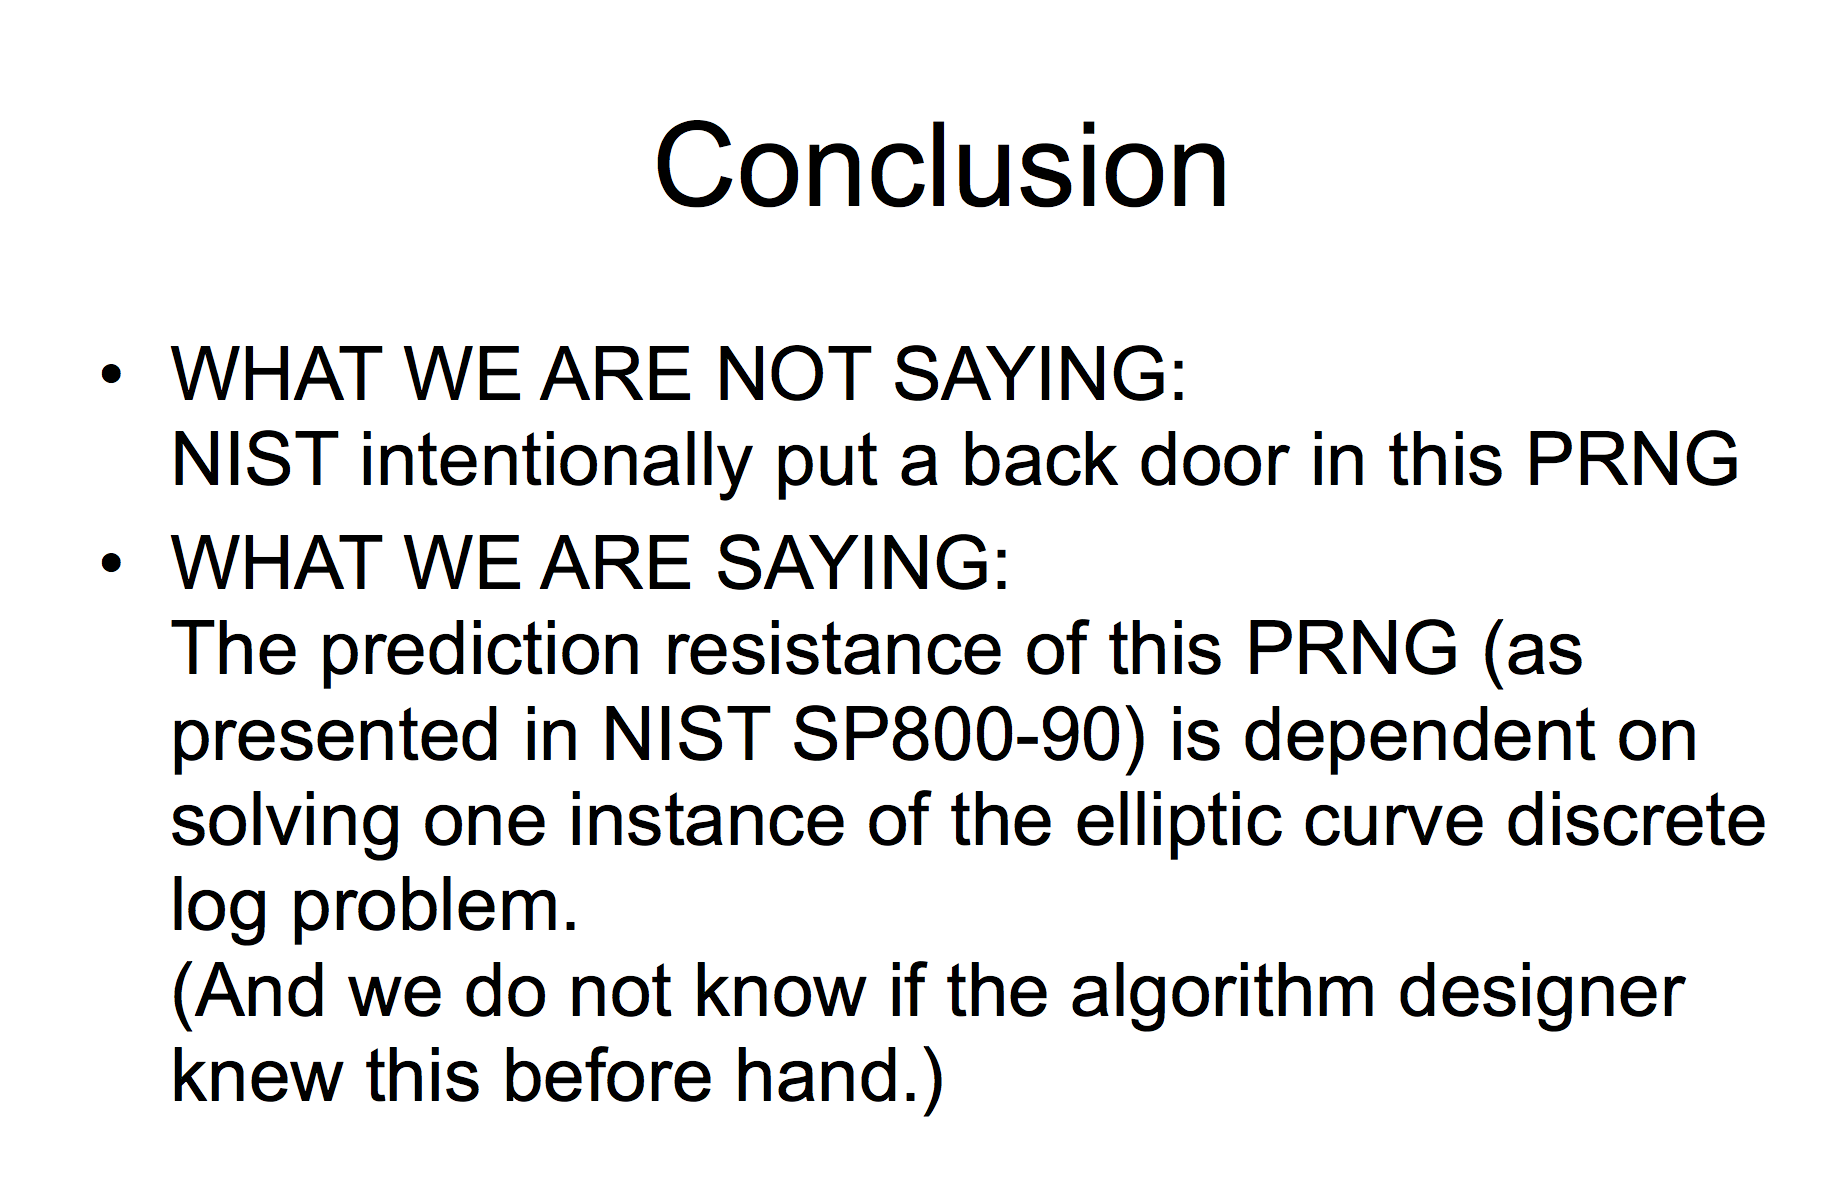 Conclusion
• WHAT WE ARE NOT SAYING:
NIST intentionally put a back door in this PRNG
• WHAT WE ARE SAYING:
The prediction resistance of this PRNG (as
presented in NIST SP800-90) is dependent on
solving one instance of the elliptic curve discrete
log problem.
(And we do not know if the algorithm designer
knew this before hand.)